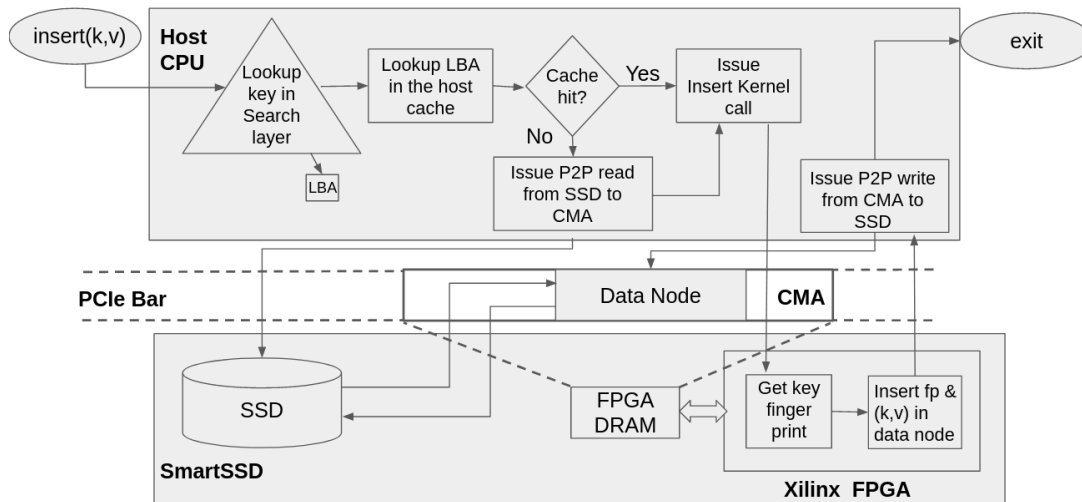 insert(k,v)
Host
CPU
Lookup
key in
Search
layer
LBA
Lookup LBA
in the host
cache
Cache
hit?
Yes
No
Issue
Insert Kernel
call
Issue P2P read
from SSD to
CMA
Issue P2P write
from CMA to
SSD
exit
PCIe Bar
Data Node
CMA
SSD
FPGA
DRAM
Get key
finger
print
Insert fp &
(k,v) in
data node
SmartSSD
Xilinx FPGA